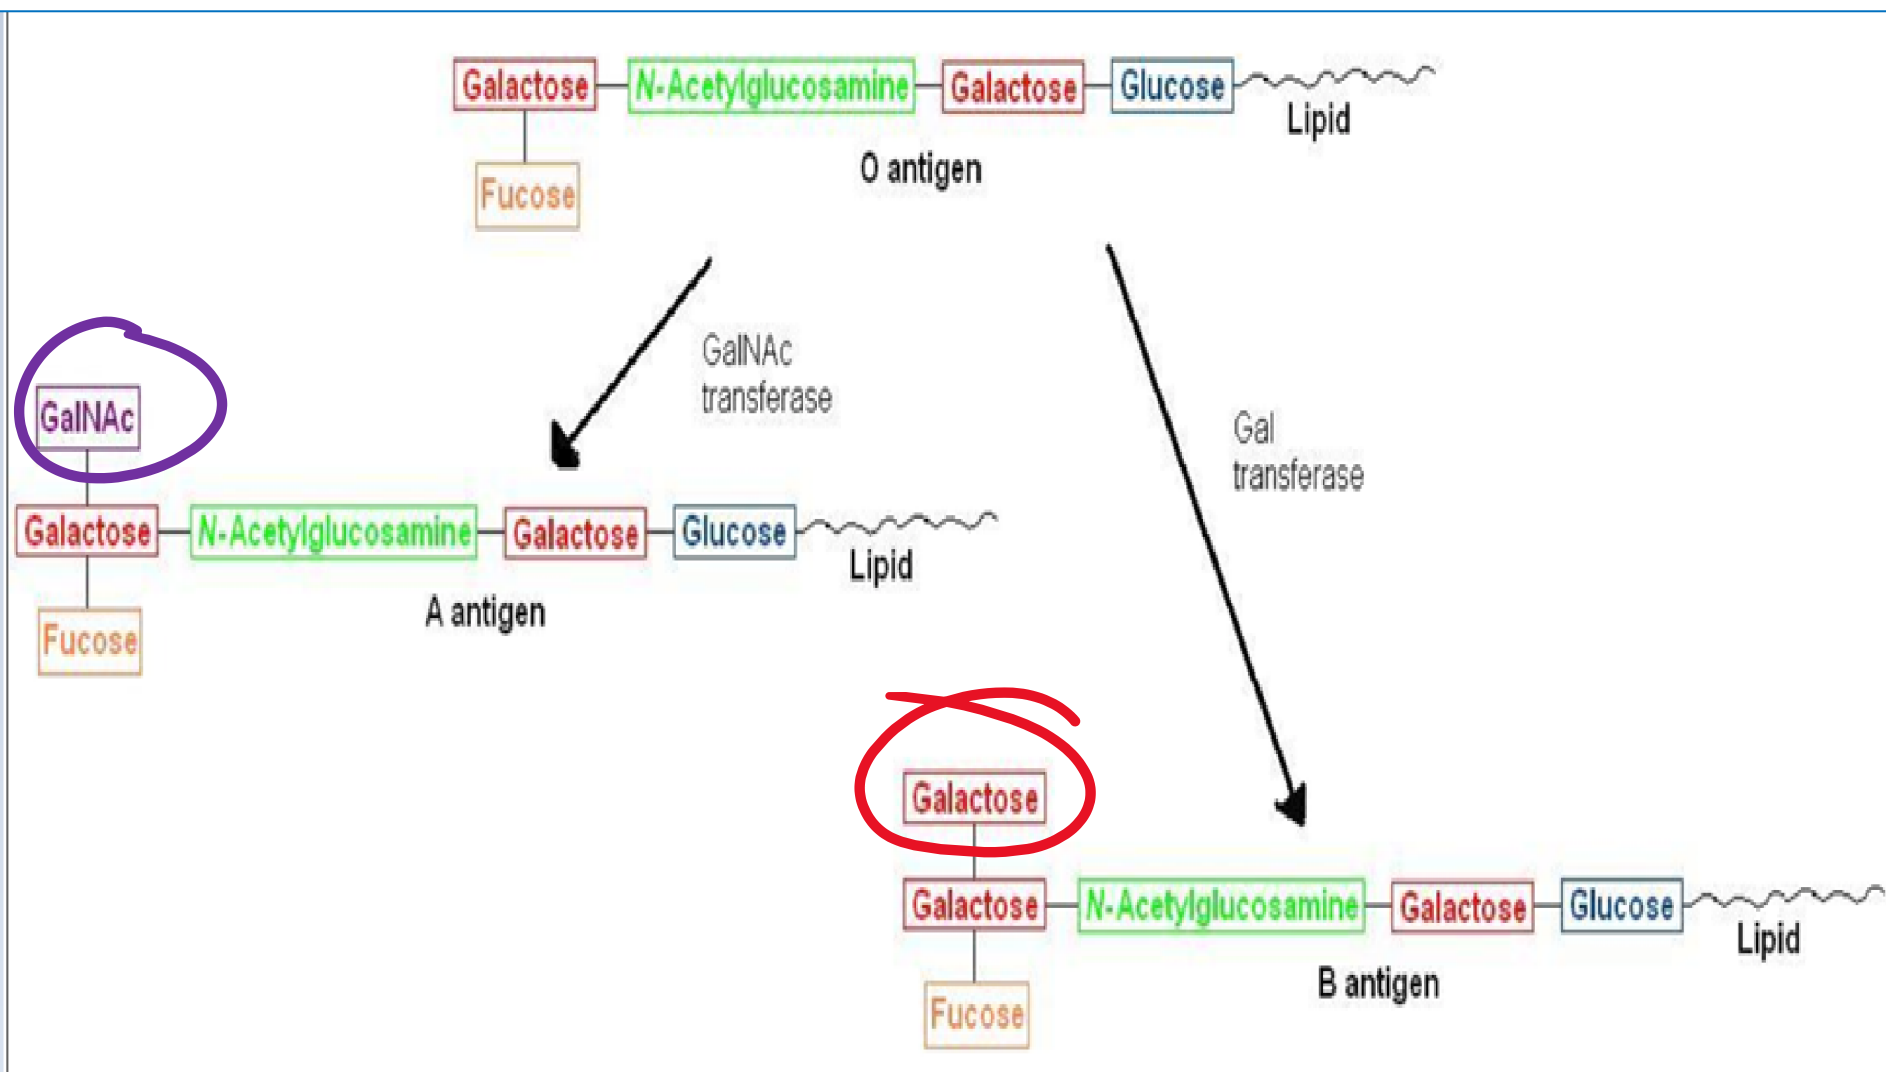 Galactose N-Acetylglucosamine Galactose Glucose
Lipid
O antigen
Fucose
GalNAc
transferase
GalNAc
Galactose N-Acetylglucosamine Galactose Glucose
Lipid
A antigen
Fucose
Gal
transferase
Galactose
Galactose N-Acetylglucosamine Galactose Glucose
Lipid
B antigen
Fucose